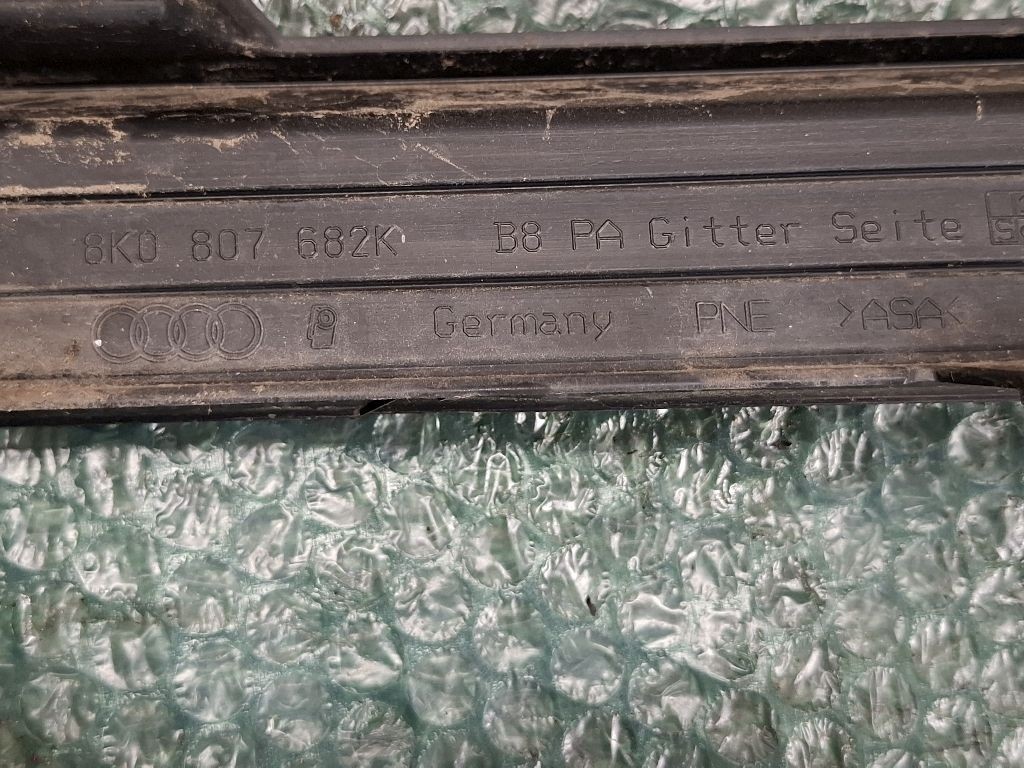 8K0 807 682K B8 PA Gitter Seite
Germany PNE >ASA<